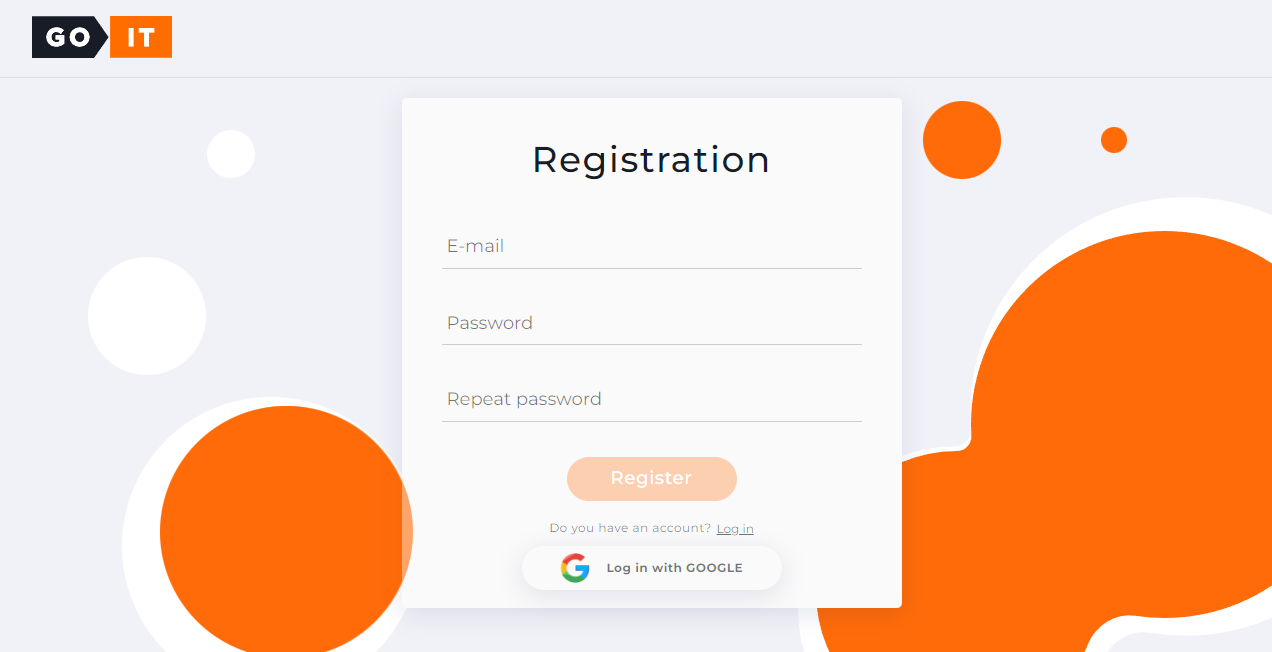 GO IT
Registration
E-mail
Password
Repeat password
Register
Do you have an account? Log in
Log in with GOOGLE